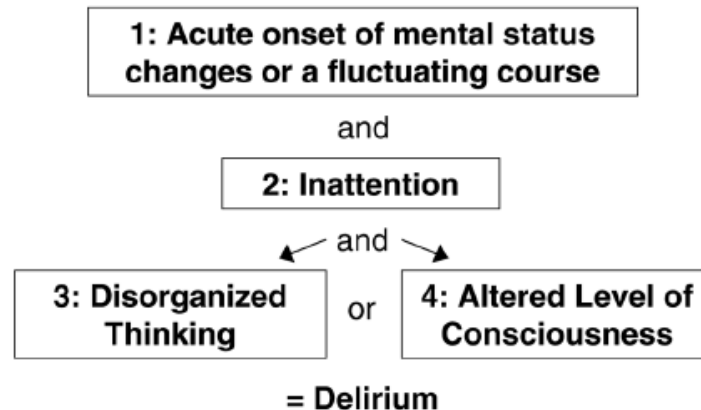 1: Acute onset of mental status
changes or a fluctuating course
and
2: Inattention
and
3: Disorganized
Thinking
or
4: Altered Level of
Consciousness
= Delirium